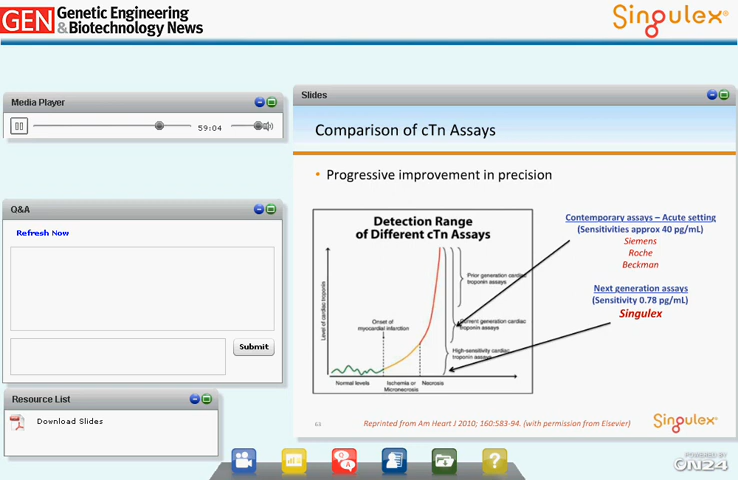 GEN Genetic Engineering
& Biotechnology News
Singulex®
Media Player
59:04
Slides
Comparison of cTn Assays
• Progressive improvement in precision
Q&A
Refresh Now
Submit
Resource List
Download Slides
Detection Range
of Different cTn Assays
Level of cardiac troponin
Prior generation cardiac
troponin assays
Onset of
myocardial infarction
Current generation cardiac
troponin assays
High-sensitivity cardiac
troponin assays
Normal levels
Ischemia or
Micronecrosis
Necrosis
Contemporary assays – Acute setting
(Sensitivities approx 40 pg/mL)
Siemens
Roche
Beckman
Next generation assays
(Sensitivity 0.78 pg/mL)
Singulex
63
Reprinted from Am Heart J 2010; 160:583-94. (with permission from Elsevier)
Singulex®
Q
A
?
POWERED BY
ON24